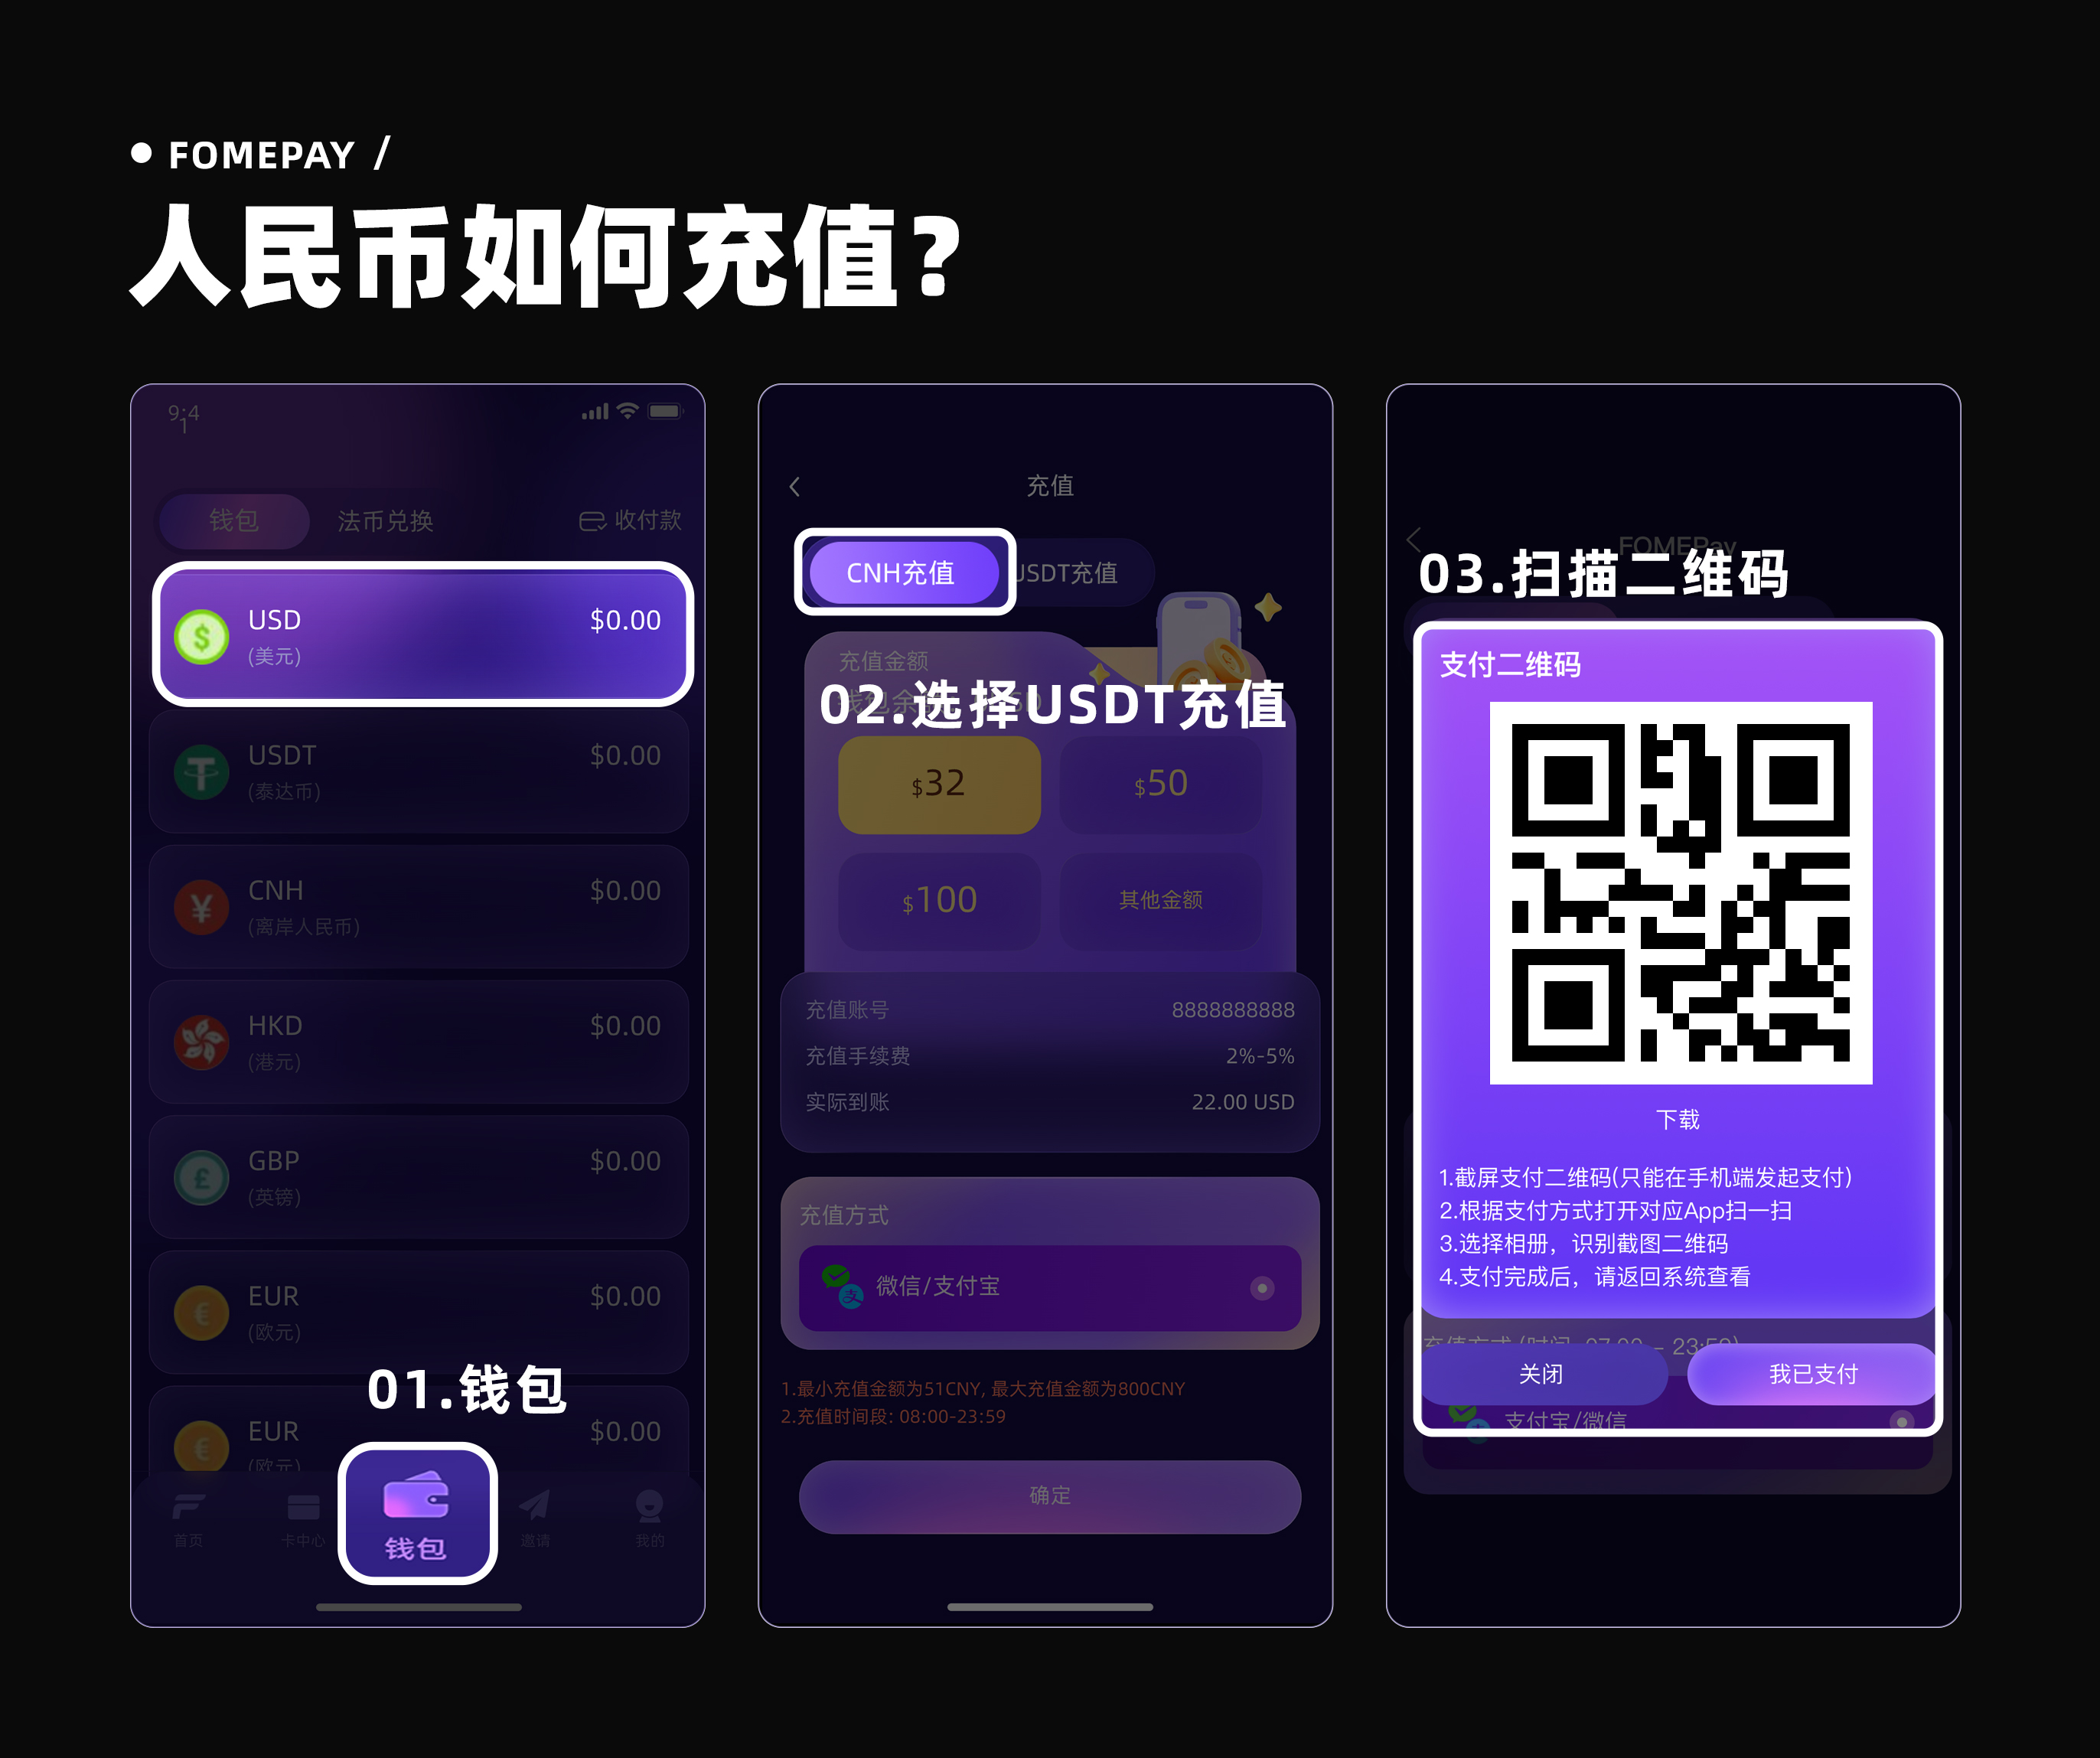 FOMEPAY /
人民币如何充值？
9:4
1
钱包 法币兑换 收付款
USD $0.00
(美元)
USDT $0.00
(泰达币)
CNH $0.00
(离岸人民币)
HKD $0.00
(港元)
GBP $0.00
(英镑)
EUR $0.00
(欧元)
01.钱包
EUR $0.00
(欧元)
首页 卡中心 钱包 邀请 我的
充值
CNH充值 USDT充值
充值金额
02.选择USDT充值
$32 $50
$100 其他金额
充值账号 8888888888
充值手续费 2%-5%
实际到账 22.00 USD
充值方式
微信/支付宝
1.最小充值金额为51CNY, 最大充值金额为800CNY
2.充值时间段: 08:00-23:59
确定
FOMEPay
03.扫描二维码
支付二维码
下载
1.截屏支付二维码(只能在手机端发起支付)
2.根据支付方式打开对应App扫一扫
3.选择相册，识别截图二维码
4.支付完成后，请返回系统查看
充值方式 (时间 07:00 – 23:59)
关闭 我已支付
支付宝/微信